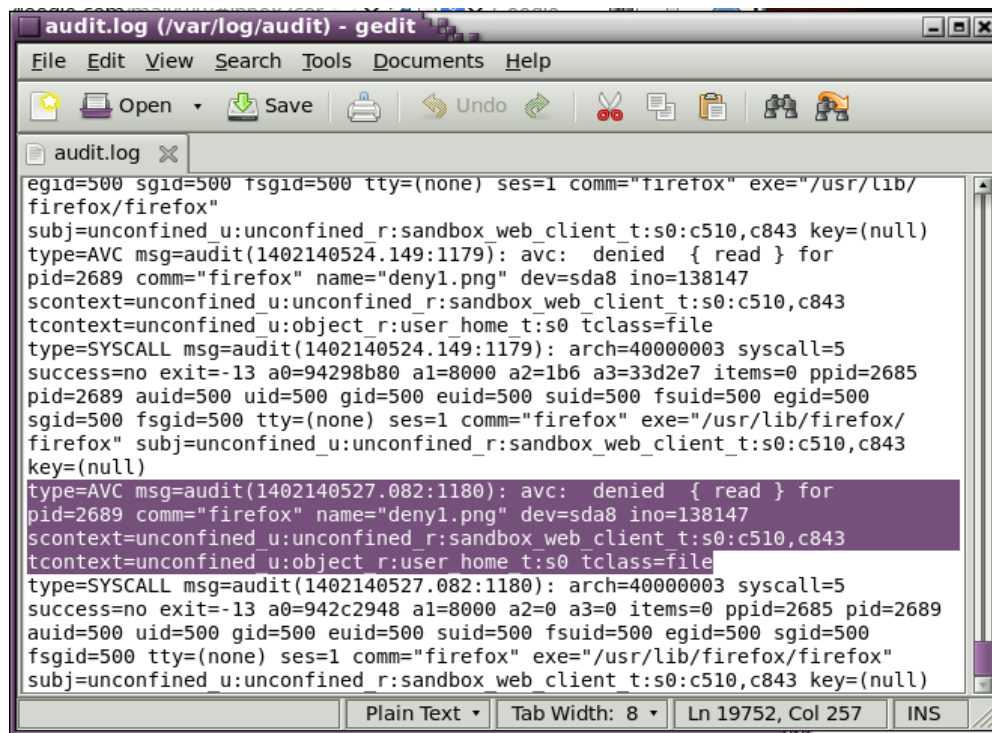 audit.log (/var/log/audit) - gedit
File Edit View Search Tools Documents Help
Open Save Undo
audit.log
egid=500 sgid=500 fsgid=500 tty=(none) ses=1 comm="firefox" exe="/usr/lib/
firefox/firefox"
subj=unconfined_u:unconfined_r:sandbox_web_client_t:s0:c510,c843 key=(null)
type=AVC msg=audit(1402140524.149:1179): avc:  denied  { read } for
pid=2689 comm="firefox" name="deny1.png" dev=sda8 ino=138147
scontext=unconfined_u:unconfined_r:sandbox_web_client_t:s0:c510,c843
tcontext=unconfined_u:object_r:user_home_t:s0 tclass=file
type=SYSCALL msg=audit(1402140524.149:1179): arch=40000003 syscall=5
success=no exit=-13 a0=94298b80 a1=8000 a2=1b6 a3=33d2e7 items=0 ppid=2685
pid=2689 auid=500 uid=500 gid=500 euid=500 suid=500 fsuid=500 egid=500
sgid=500 fsgid=500 tty=(none) ses=1 comm="firefox" exe="/usr/lib/firefox/
firefox" subj=unconfined_u:unconfined_r:sandbox_web_client_t:s0:c510,c843
key=(null)
type=AVC msg=audit(1402140527.082:1180): avc:  denied  { read } for
pid=2689 comm="firefox" name="deny1.png" dev=sda8 ino=138147
scontext=unconfined_u:unconfined_r:sandbox_web_client_t:s0:c510,c843
tcontext=unconfined_u:object_r:user_home_t:s0 tclass=file
type=SYSCALL msg=audit(1402140527.082:1180): arch=40000003 syscall=5
success=no exit=-13 a0=942c2948 a1=8000 a2=0 a3=0 items=0 ppid=2685 pid=2689
auid=500 uid=500 gid=500 euid=500 suid=500 fsuid=500 egid=500 sgid=500
fsgid=500 tty=(none) ses=1 comm="firefox" exe="/usr/lib/firefox/firefox"
subj=unconfined_u:unconfined_r:sandbox_web_client_t:s0:c510,c843 key=(null)
Plain Text Tab Width: 8 Ln 19752, Col 257 INS